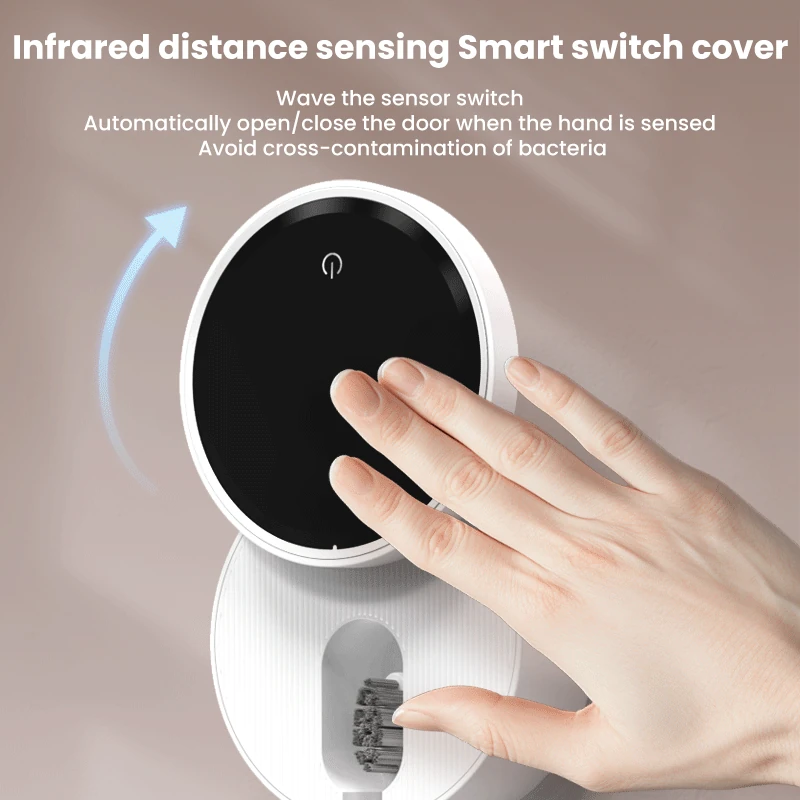 Infrared distance sensing Smart switch cover
Wave the sensor switch
Automatically open/close the door when the hand is sensed
Avoid cross-contamination of bacteria